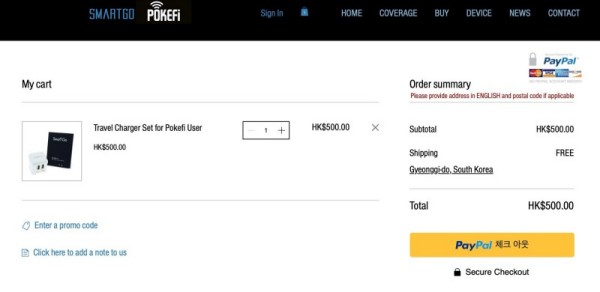 SMARTGO POKEFi Sign In HOME COVERAGE BUY DEVICE NEWS CONTACT
PayPal
My cart
Order summary
Please provide address in ENGLISH and postal code if applicable
Travel Charger Set for Pokefi User
HK$500.00
1
HK$500.00
Subtotal HK$500.00
Shipping FREE
Gyeonggi-do, South Korea
Total HK$500.00
Enter a promo code
Click here to add a note to us
PayPal 체크 아웃
Secure Checkout